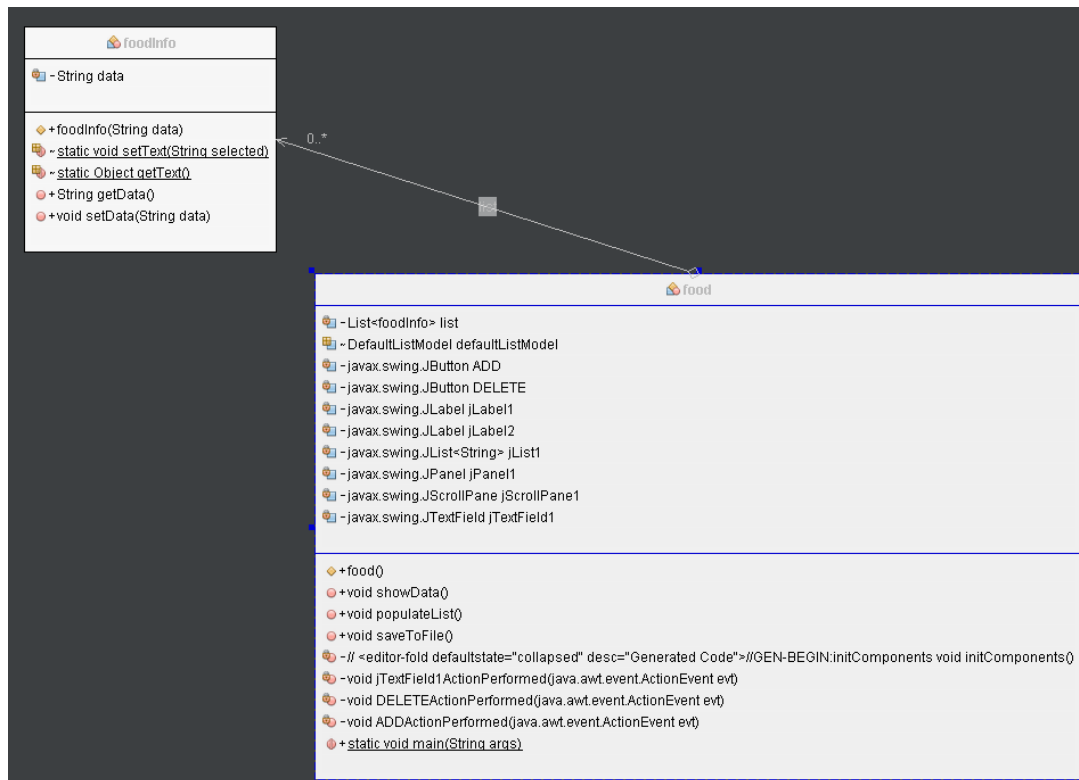 foodInfo
-String data
+foodInfo(String data)
~static void setText(String selected)
~static Object getText()
+String getData()
+void setData(String data)
0..*
list
food
-List<foodInfo> list
~DefaultListModel defaultListModel
-javax.swing.JButton ADD
-javax.swing.JButton DELETE
-javax.swing.JLabel jLabel1
-javax.swing.JLabel jLabel2
-javax.swing.JList<String> jList1
-javax.swing.JPanel jPanel1
-javax.swing.JScrollPane jScrollPane1
-javax.swing.JTextField jTextField1
+food()
+void showData()
+void populateList()
+void saveToFile()
-// <editor-fold defaultstate="collapsed" desc="Generated Code">//GEN-BEGIN:initComponents void initComponents()
-void jTextField1ActionPerformed(java.awt.event.ActionEvent evt)
-void DELETEActionPerformed(java.awt.event.ActionEvent evt)
-void ADDActionPerformed(java.awt.event.ActionEvent evt)
+static void main(String args)